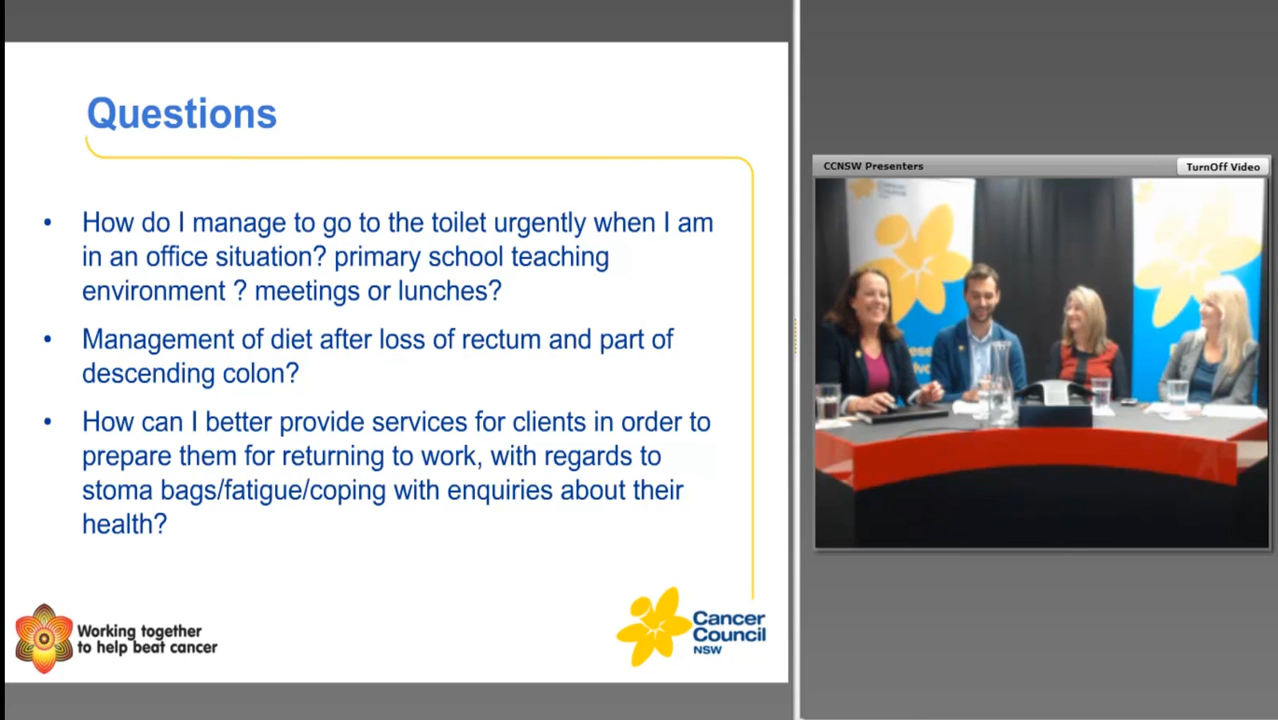 Questions
• How do I manage to go to the toilet urgently when I am
in an office situation? primary school teaching
environment ? meetings or lunches?
• Management of diet after loss of rectum and part of
descending colon?
• How can I better provide services for clients in order to
prepare them for returning to work, with regards to
stoma bags/fatigue/coping with enquiries about their
health?
Working together
to help beat cancer
Cancer
Council
NSW
CCNSW Presenters
TurnOff Video
Cancer
Council